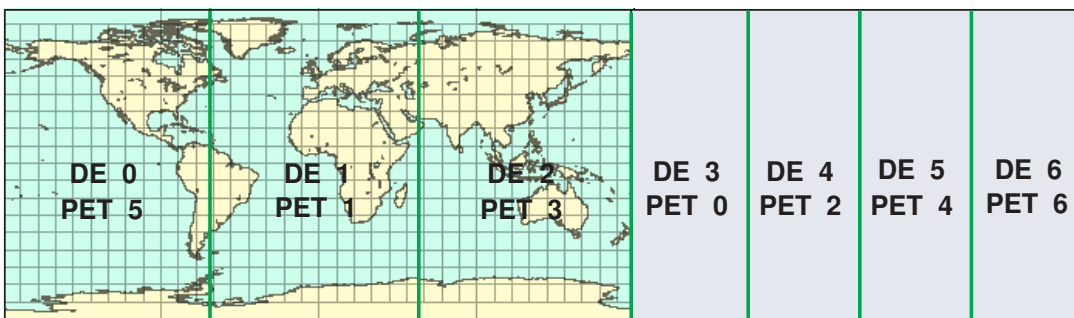 DE 0
PET 5
DE 1
PET 1
DE 2
PET 3
DE 3
PET 0
DE 4
PET 2
DE 5
PET 4
DE 6
PET 6